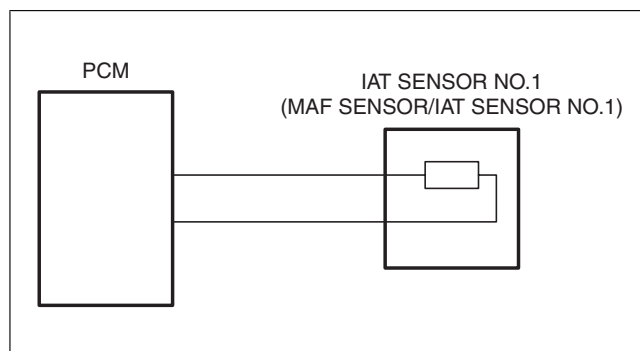 PCM
IAT SENSOR NO.1
(MAF SENSOR/IAT SENSOR NO.1)